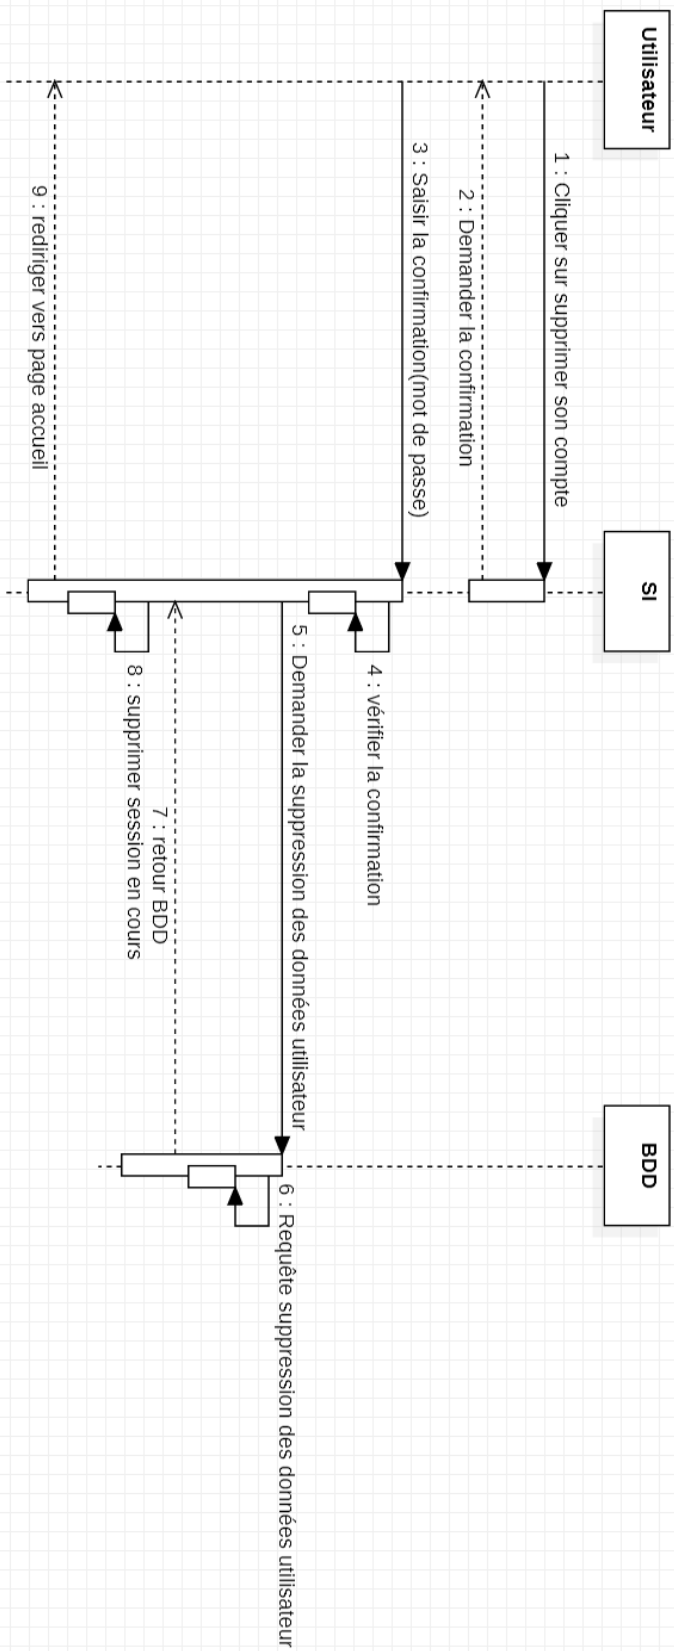 Utilisateur
SI
BDD
1 : Cliquer sur supprimer son compte
2 : Demander la confirmation
3 : Saisir la confirmation(mot de passe)
4 : vérifier la confirmation
5 : Demander la suppression des données utilisateur
6 : Requête suppression des données utilisateur
7 : retour BDD
8 : supprimer session en cours
9 : rediriger vers page accueil